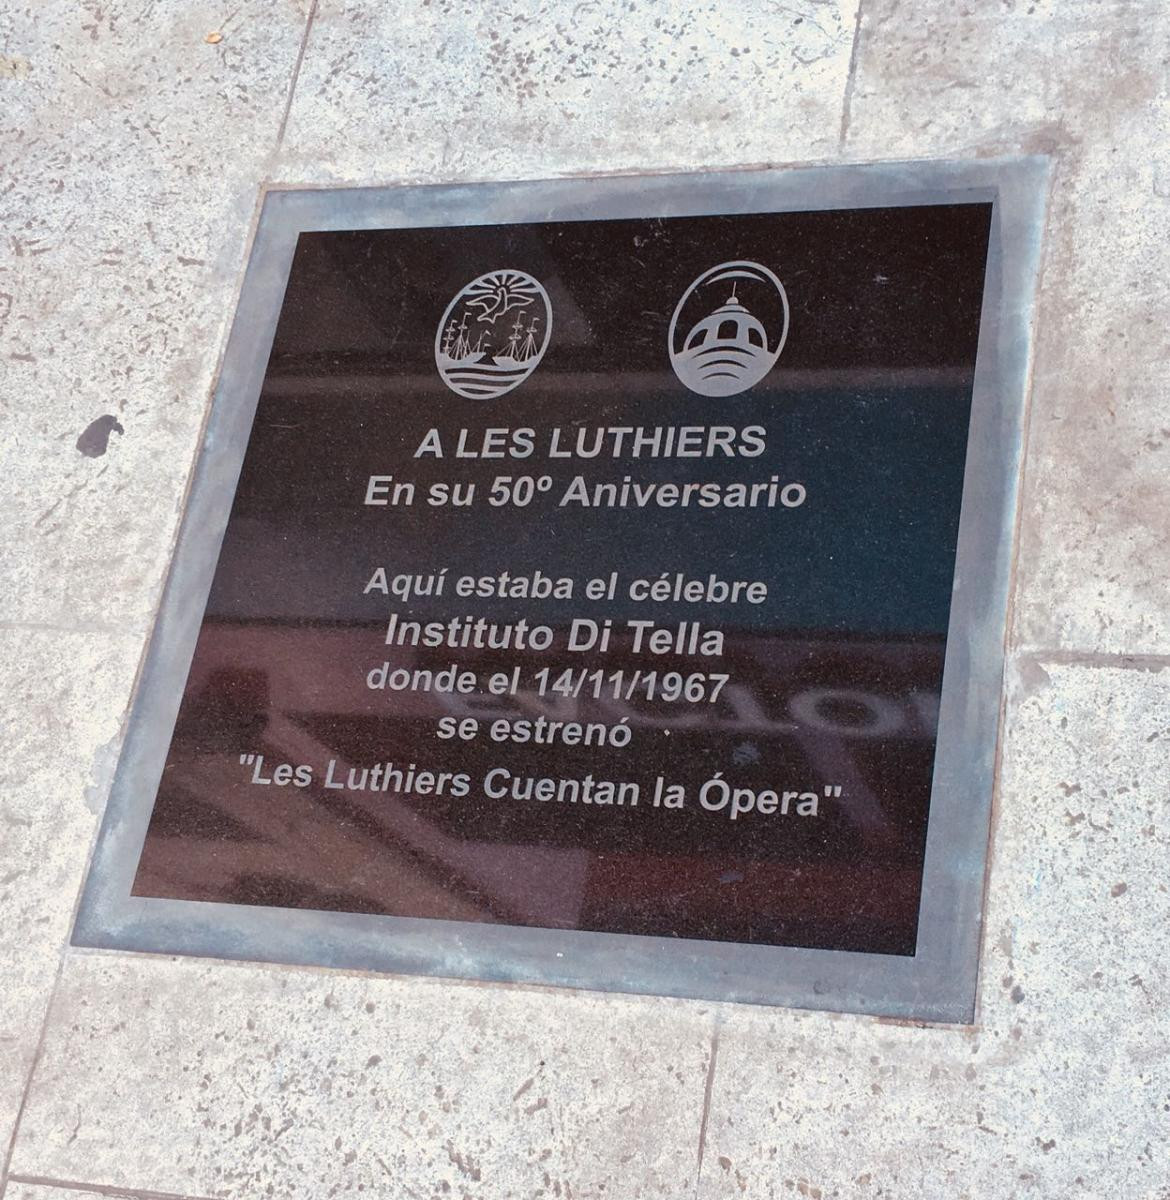 A LES LUTHIERS
En su 50º Aniversario
Aquí estaba el célebre
Instituto Di Tella
donde el 14/11/1967
se estrenó
"Les Luthiers Cuentan la Ópera"